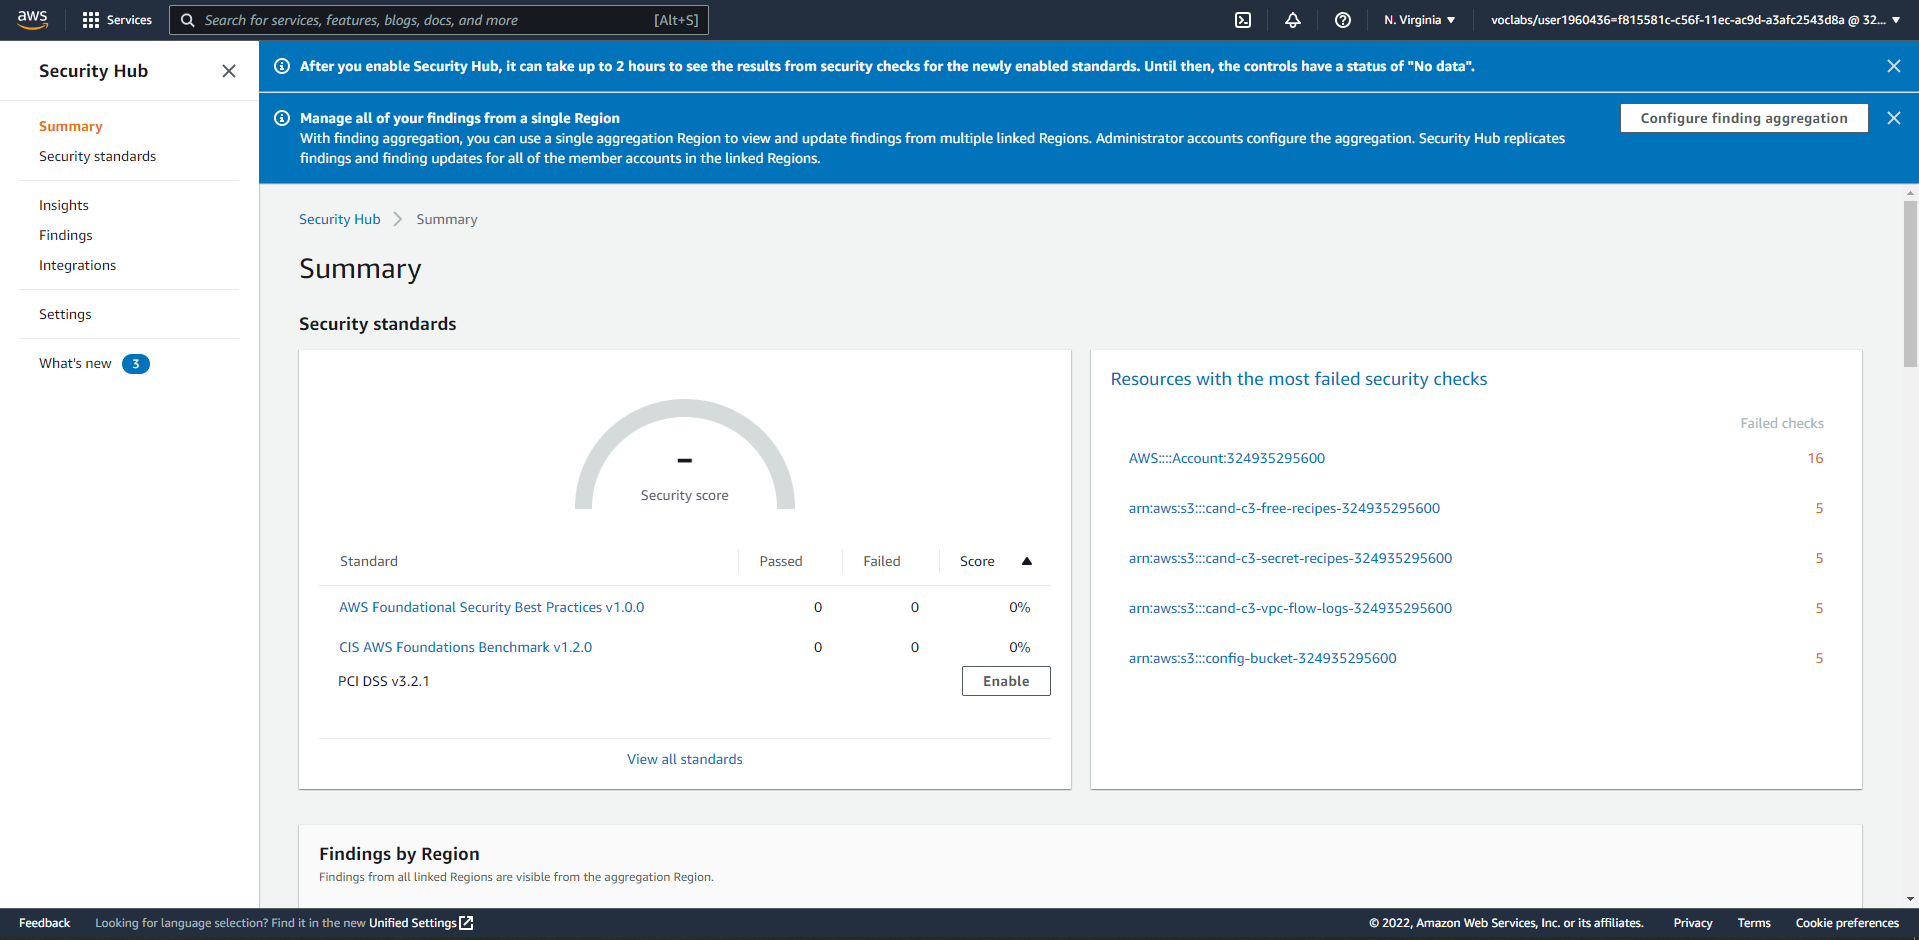 aws
Services
Search for services, features, blogs, docs, and more [Alt+S]
N. Virginia ▼
voclabs/user1960436=f815581c-c56f-11ec-ac9d-a3afc2543d8a @ 32... ▼
Security Hub
Summary
Security standards
Insights
Findings
Integrations
Settings
What's new 3
After you enable Security Hub, it can take up to 2 hours to see the results from security checks for the newly enabled standards. Until then, the controls have a status of "No data".
Manage all of your findings from a single Region
With finding aggregation, you can use a single aggregation Region to view and update findings from multiple linked Regions. Administrator accounts configure the aggregation. Security Hub replicates
findings and finding updates for all of the member accounts in the linked Regions.
Configure finding aggregation
Security Hub Summary
Summary
Security standards
–
Security score
Standard Passed Failed Score ▲
AWS Foundational Security Best Practices v1.0.0 0 0 0%
CIS AWS Foundations Benchmark v1.2.0 0 0 0%
PCI DSS v3.2.1 Enable
View all standards
Resources with the most failed security checks
Failed checks
AWS::::Account:324935295600 16
arn:aws:s3:::cand-c3-free-recipes-324935295600 5
arn:aws:s3:::cand-c3-secret-recipes-324935295600 5
arn:aws:s3:::cand-c3-vpc-flow-logs-324935295600 5
arn:aws:s3:::config-bucket-324935295600 5
Findings by Region
Findings from all linked Regions are visible from the aggregation Region.
Feedback Looking for language selection? Find it in the new Unified Settings
© 2022, Amazon Web Services, Inc. or its affiliates. Privacy Terms Cookie preferences